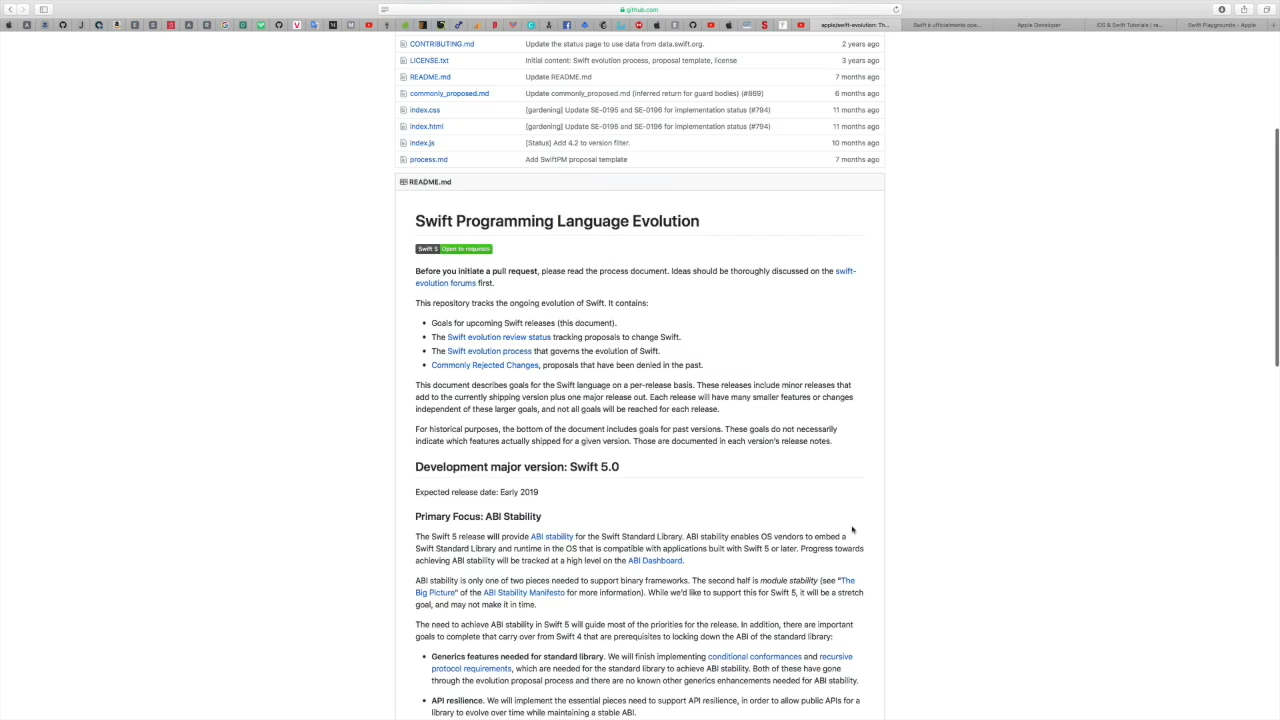 github.com
apple/swift-evolution: Th...
Swift è ufficialmente ope...
Apple Developer
iOS & Swift Tutorials | ra...
Swift Playgrounds - Apple
CONTRIBUTING.md Update the status page to use data from data.swift.org. 2 years ago
LICENSE.txt Initial content: Swift evolution process, proposal template, license 3 years ago
README.md Update README.md 7 months ago
commonly_proposed.md Update commonly_proposed.md (inferred return for guard bodies) (#869) 6 months ago
index.css [gardening] Update SE-0195 and SE-0196 for implementation status (#794) 11 months ago
index.html [gardening] Update SE-0195 and SE-0196 for implementation status (#794) 11 months ago
index.js [Status] Add 4.2 to version filter. 10 months ago
process.md Add SwiftPM proposal template 7 months ago
README.md
Swift Programming Language Evolution
Swift 5 Open to requests
Before you initiate a pull request, please read the process document. Ideas should be thoroughly discussed on the swift-
evolution forums first.
This repository tracks the ongoing evolution of Swift. It contains:
• Goals for upcoming Swift releases (this document).
• The Swift evolution review status tracking proposals to change Swift.
• The Swift evolution process that governs the evolution of Swift.
• Commonly Rejected Changes, proposals that have been denied in the past.
This document describes goals for the Swift language on a per-release basis. These releases include minor releases that
add to the currently shipping version plus one major release out. Each release will have many smaller features or changes
independent of these larger goals, and not all goals will be reached for each release.
For historical purposes, the bottom of the document includes goals for past versions. These goals do not necessarily
indicate which features actually shipped for a given version. Those are documented in each version's release notes.
Development major version: Swift 5.0
Expected release date: Early 2019
Primary Focus: ABI Stability
The Swift 5 release will provide ABI stability for the Swift Standard Library. ABI stability enables OS vendors to embed a
Swift Standard Library and runtime in the OS that is compatible with applications built with Swift 5 or later. Progress towards
achieving ABI stability will be tracked at a high level on the ABI Dashboard.
ABI stability is only one of two pieces needed to support binary frameworks. The second half is module stability (see "The
Big Picture" of the ABI Stability Manifesto for more information). While we'd like to support this for Swift 5, it will be a stretch
goal, and may not make it in time.
The need to achieve ABI stability in Swift 5 will guide most of the priorities for the release. In addition, there are important
goals to complete that carry over from Swift 4 that are prerequisites to locking down the ABI of the standard library:
• Generics features needed for standard library. We will finish implementing conditional conformances and recursive
protocol requirements, which are needed for the standard library to achieve ABI stability. Both of these have gone
through the evolution proposal process and there are no known other generics enhancements needed for ABI stability.
• API resilience. We will implement the essential pieces need to support API resilience, in order to allow public APIs for a
library to evolve over time while maintaining a stable ABI.